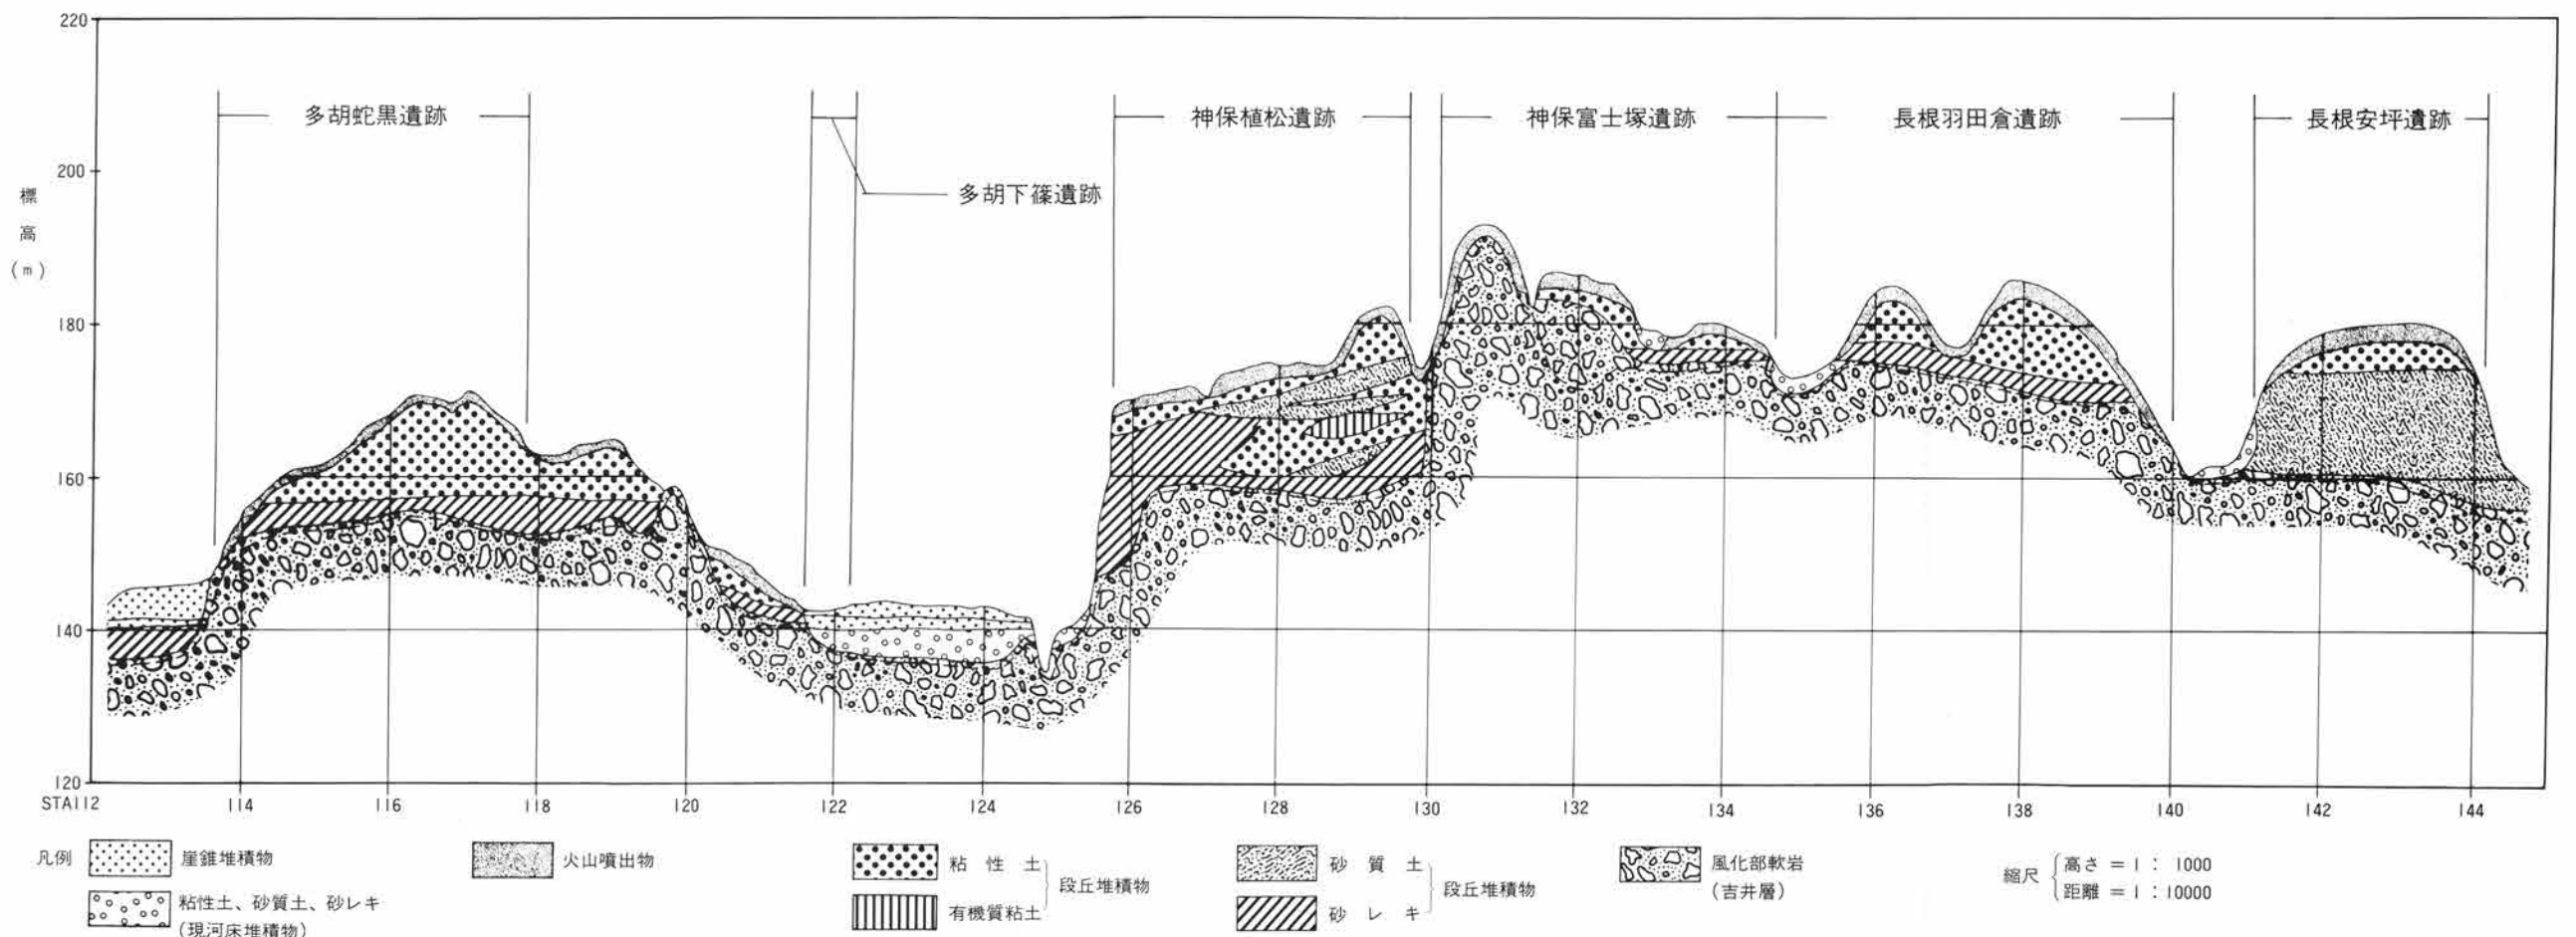 220
200
180
160
140
120
標高(m)
多胡蛇黒遺跡
多胡下篠遺跡
神保植松遺跡
神保富士塚遺跡
長根羽田倉遺跡
長根安坪遺跡
STA112 114 116 118 120 122 124 126 128 130 132 134 136 138 140 142 144
凡例
崖錐堆積物
粘性土、砂質土、砂レキ
(現河床堆積物)
火山噴出物
粘性土
有機質粘土
段丘堆積物
砂質土
砂レキ
段丘堆積物
風化部軟岩
(吉井層)
縮尺
高さ=1:1000
距離=1:10000